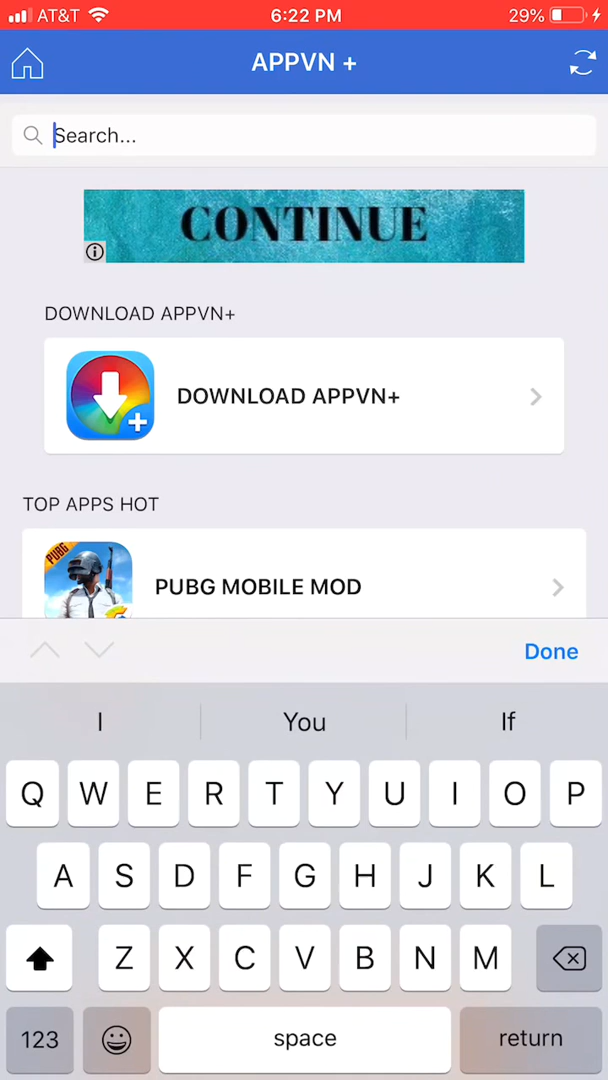 AT&T 6:22 PM 29%
APPVN +
Search...
CONTINUE
DOWNLOAD APPVN+
DOWNLOAD APPVN+
TOP APPS HOT
PUBG
PUBG MOBILE MOD
Done
I You If
Q W E R T Y U I O P
A S D F G H J K L
Z X C V B N M
123 space return